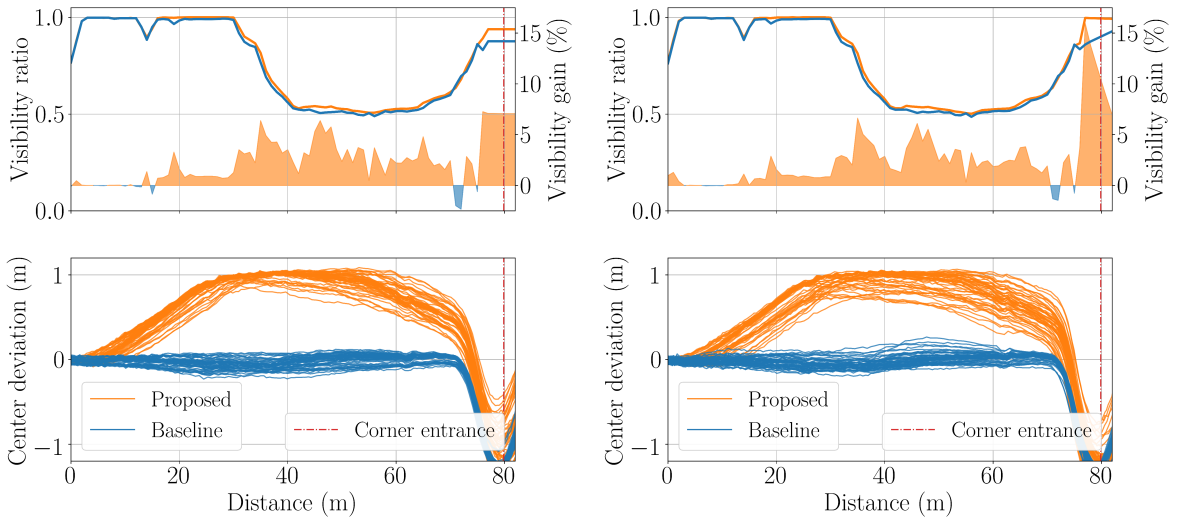 1.0
0.5
0.0
Visibility ratio
15
10
5
0
Visibility gain (%)
1.0
0.5
0.0
Visibility ratio
15
10
5
0
Visibility gain (%)
1
0
−1
Center deviation (m)
Proposed
Baseline
Corner entrance
0 20 40 60 80
Distance (m)
1
0
−1
Center deviation (m)
Proposed
Baseline
Corner entrance
0 20 40 60 80
Distance (m)